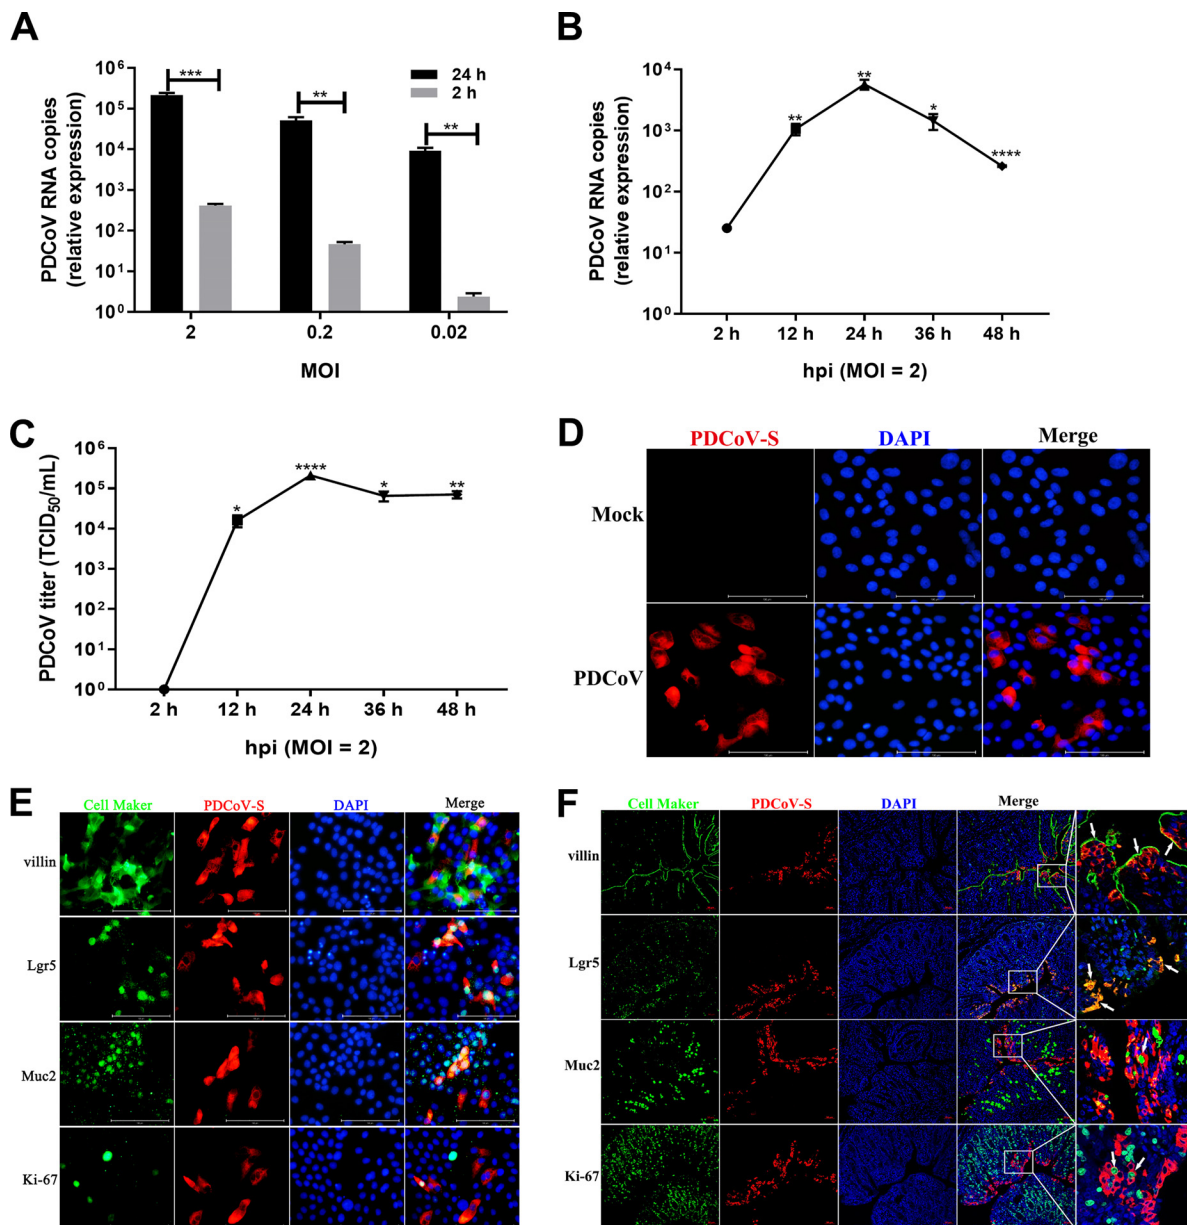 A
PDCoV RNA copies
(relative expression)
10⁶
10⁵
10⁴
10³
10²
10¹
10⁰
***
**
**
24 h
2 h
2
0.2
0.02
MOI
B
PDCoV RNA copies
(relative expression)
10⁴
10³
10²
10¹
10⁰
**
**
*
****
2 h
12 h
24 h
36 h
48 h
hpi (MOI = 2)
C
PDCoV titer (TCID₅₀/mL)
10⁶
10⁵
10⁴
10³
10²
10¹
10⁰
*
****
*
**
2 h
12 h
24 h
36 h
48 h
hpi (MOI = 2)
D
PDCoV-S
DAPI
Merge
Mock
PDCoV
E
Cell Maker
PDCoV-S
DAPI
Merge
villin
Lgr5
Muc2
Ki-67
F
Cell Maker
PDCoV-S
DAPI
Merge
villin
Lgr5
Muc2
Ki-67